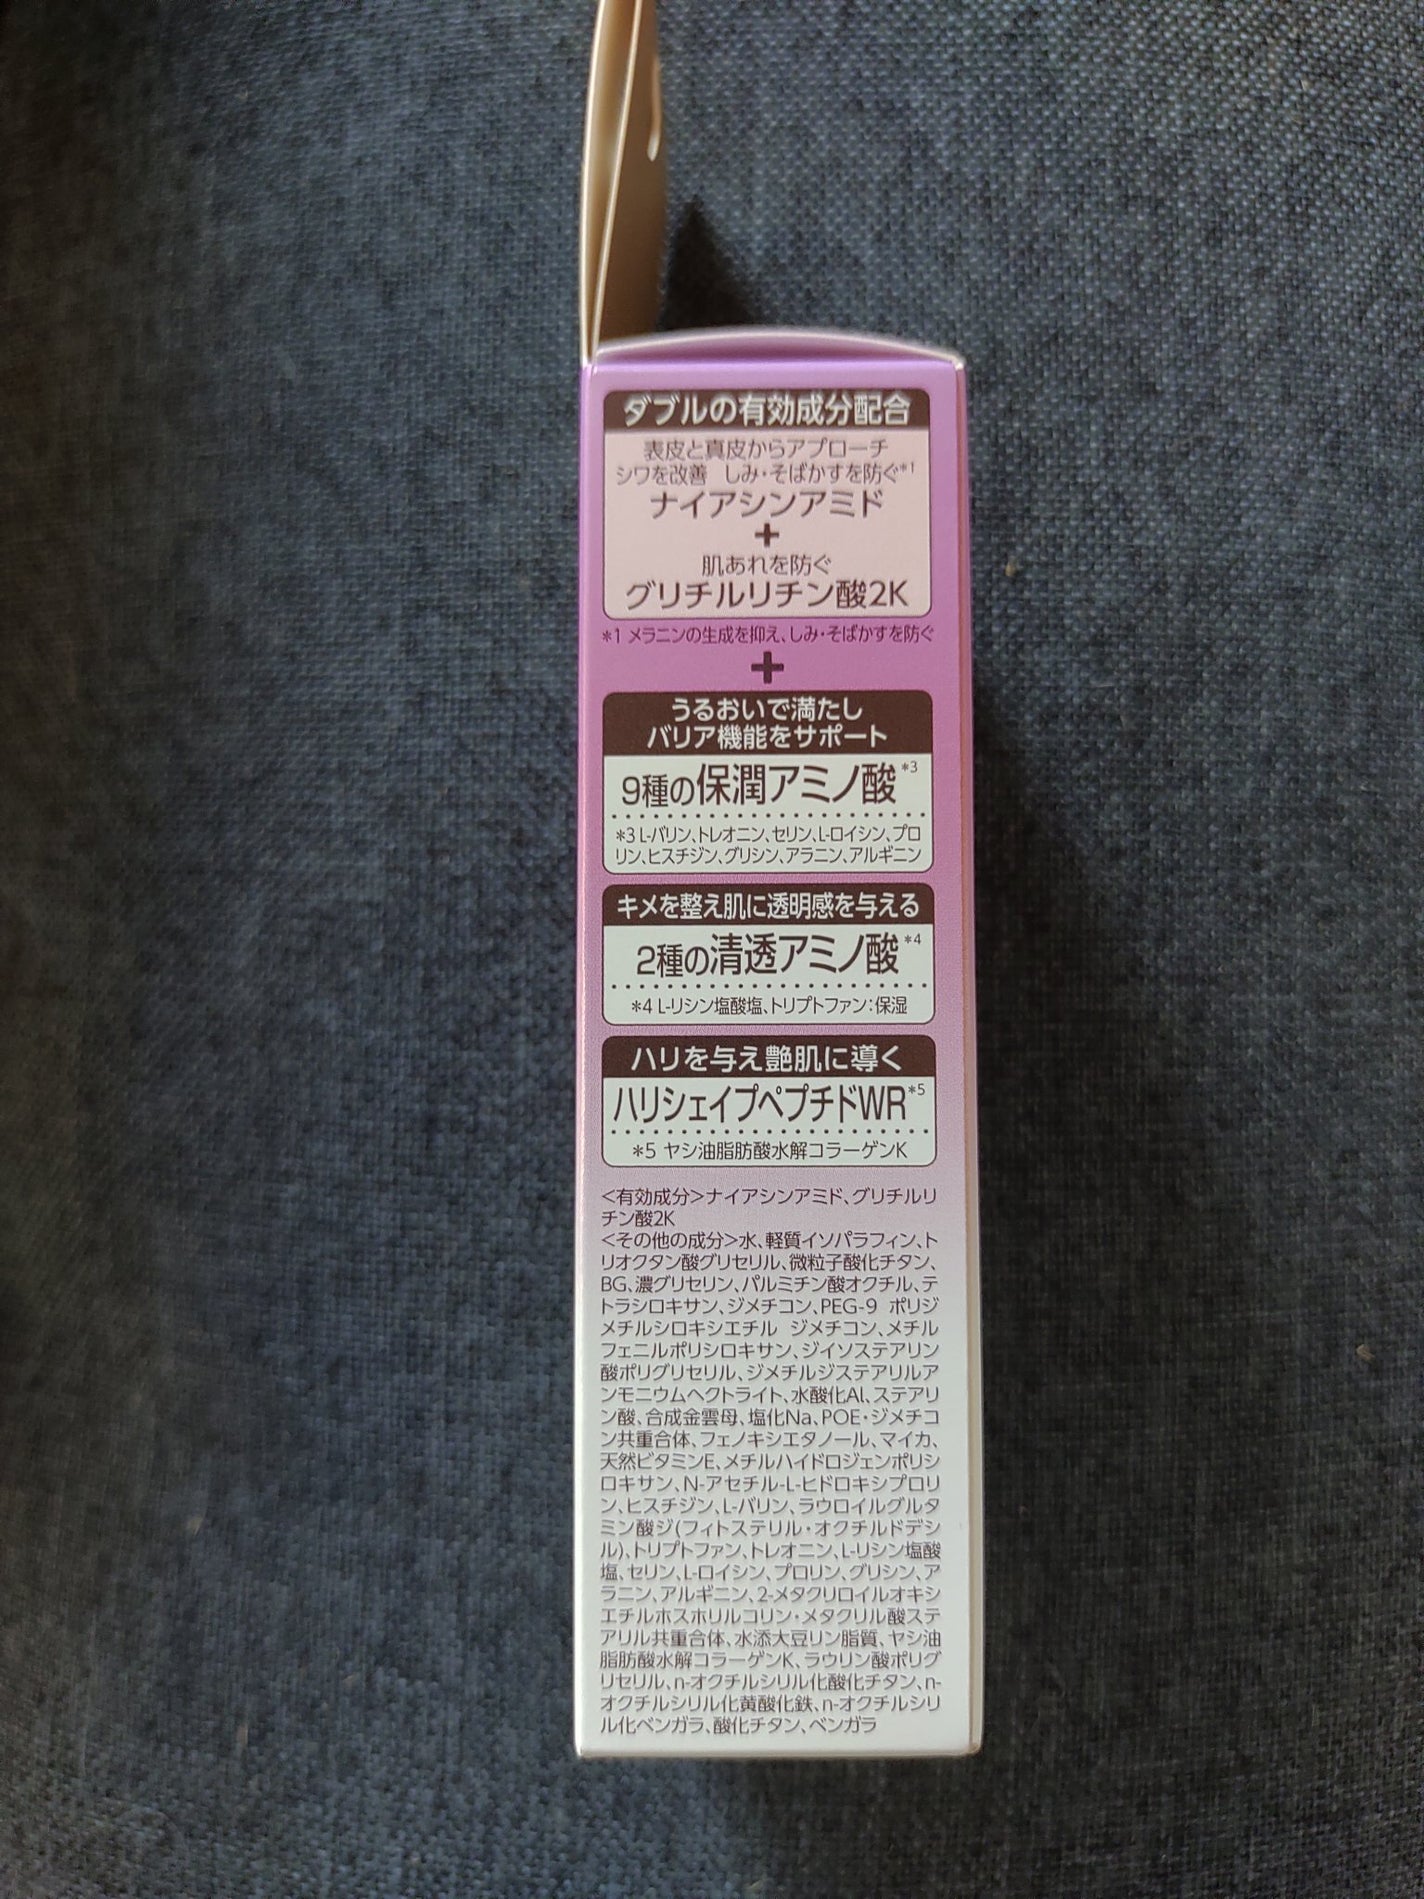 ダブルの有効成分配合
表皮と真皮からアプローチ
シワを改善 しみ・そばかすを防ぐ*1
ナイアシンアミド
+
肌あれを防ぐ
グリチルリチン酸2K
*1 メラニンの生成を抑え、しみ・そばかすを防ぐ
+
うるおいで満たし
バリア機能をサポート
9種の保潤アミノ酸*3
*3 L-バリン、トレオニン、セリン、L-ロイシン、プロ
リン、ヒスチジン、グリシン、アラニン、アルギニン
キメを整え肌に透明感を与える
2種の清透アミノ酸*4
*4 L-リシン塩酸塩、トリプトファン:保湿
ハリを与え艶肌に導く
ハリシェイプペプチドWR*5
*5 ヤシ油脂肪酸水解コラーゲンK
<有効成分>ナイアシンアミド、グリチルリ
チン酸2K
<その他の成分>水、軽質イソパラフィン、ト
リオクタン酸グリセリル、微粒子酸化チタン、
BG、濃グリセリン、パルミチン酸オクチル、テ
トラシロキサン、ジメチコン、PEG-9 ポリジ
メチルシロキシエチル ジメチコン、メチル
フェニルポリシロキサン、ジイソステアリン
酸ポリグリセリル、ジメチルジステアリルア
ンモニウムヘクトライト、水酸化Al、ステアリ
ン酸、合成金雲母、塩化Na、POE・ジメチコ
ン共重合体、フェノキシエタノール、マイカ、
天然ビタミンE、メチルハイドロジェンポリシ
ロキサン、N-アセチル-L-ヒドロキシプロリ
ン、ヒスチジン、L-バリン、ラウロイルグルタ
ミン酸ジ(フィトステリル・オクチルドデシ
ル)、トリプトファン、トレオニン、L-リシン塩酸
塩、セリン、L-ロイシン、プロリン、グリシン、ア
ラニン、アルギニン、2-メタクリロイルオキシ
エチルホスホリルコリン・メタクリル酸ステ
アリル共重合体、水添大豆リン脂質、ヤシ油
脂肪酸水解コラーゲンK、ラウリン酸ポリグ
リセリル、n-オクチルシリル化酸化チタン、n-
オクチルシリル化黄酸化鉄、n-オクチルシリ
ル化ベンガラ、酸化チタン、ベンガラ